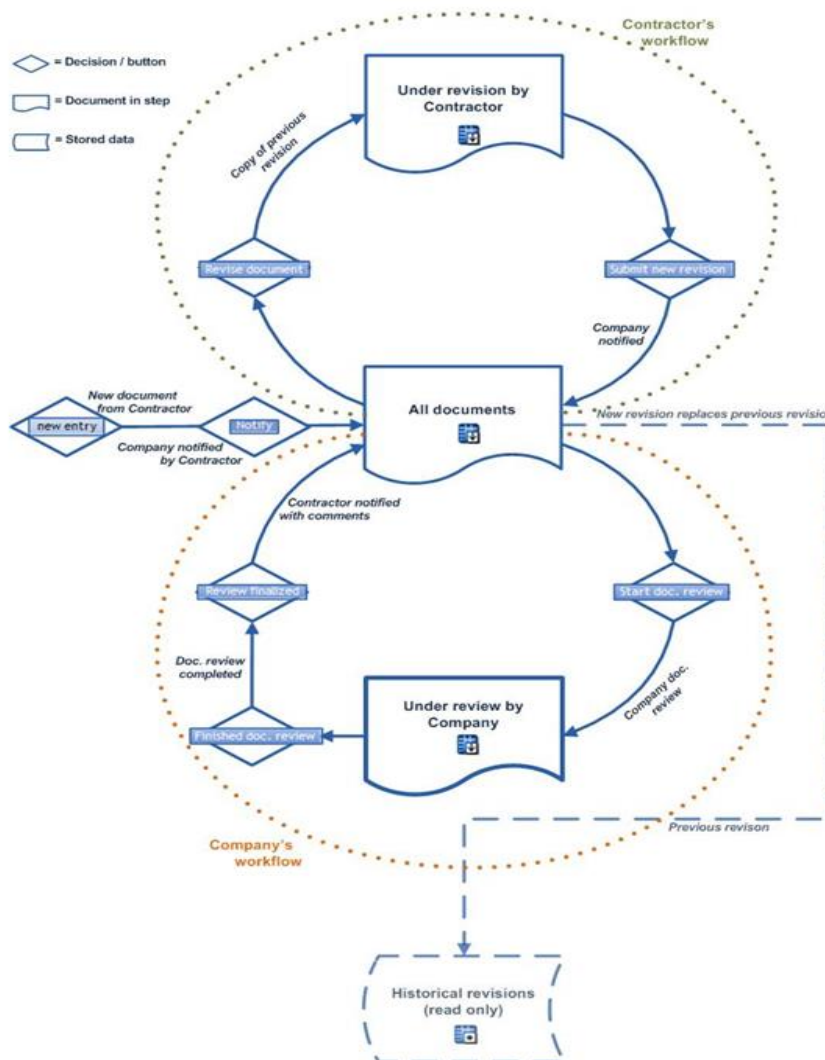 Contractor's
workflow
= Decision / button
= Document in step
= Stored data
Under revision by
Contractor
Copy of previous
revision
Revise document
Submit new revision
Company
notified
New document
from Contractor
new entry
Notify
Company notified
by Contractor
All documents
New revision replaces previous revision
Contractor notified
with comments
Review finalized
Start doc. review
Doc. review
completed
Company doc.
review
Under review by
Company
Finished doc. review
Previous revison
Company's
workflow
Historical revisions
(read only)